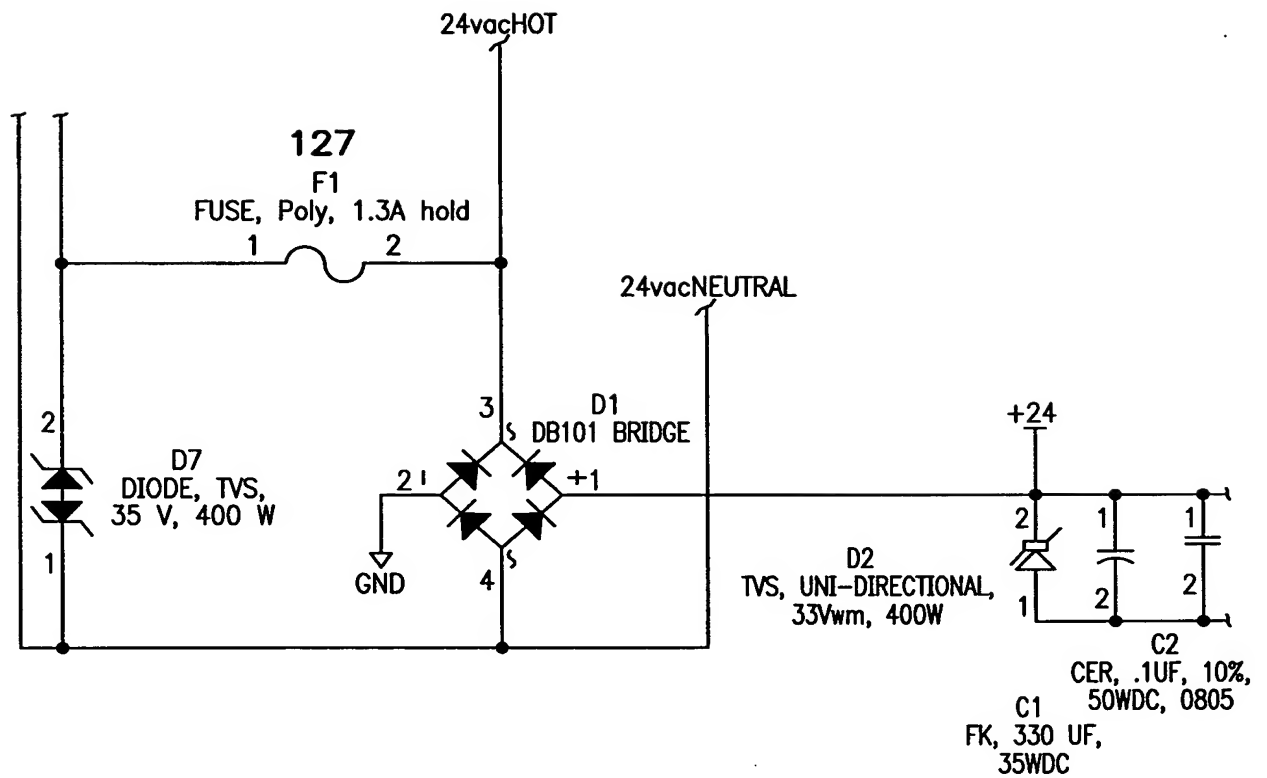 24vacHOT
127
F1
FUSE, Poly, 1.3A hold
1
2
24vacNEUTRAL
2
D7
DIODE, TVS,
35 V, 400 W
1
3
D1
DB101 BRIDGE
2
+1
GND
4
+24
2
1
1
D2
TVS, UNI-DIRECTIONAL,
33Vwm, 400W
1
2
2
C2
CER, .1UF, 10%,
50WDC, 0805
C1
FK, 330 UF,
35WDC